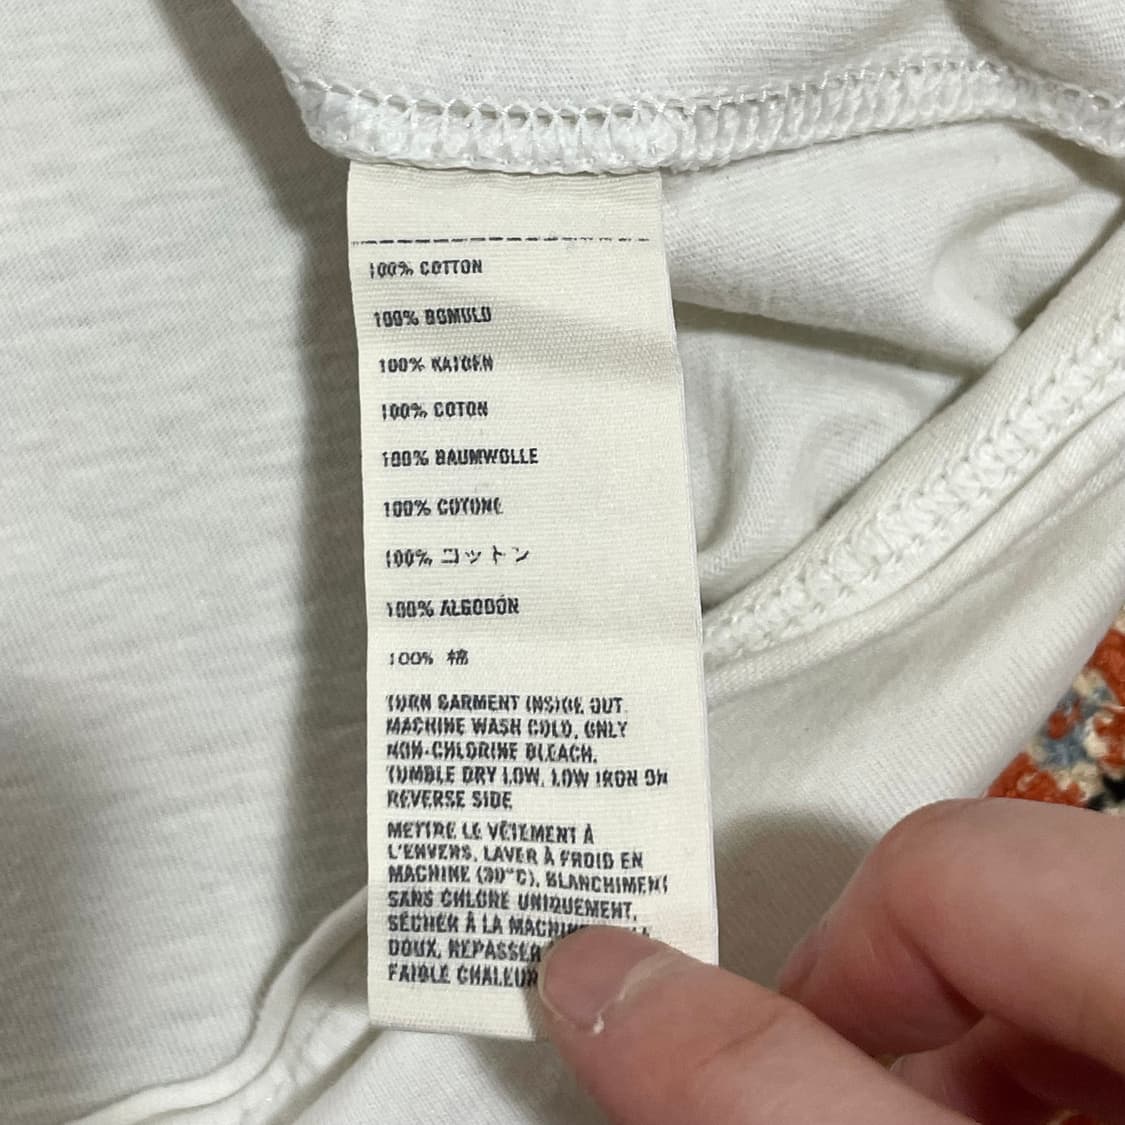 100% COTTON
100% BOMULD
100% KATOEN
100% COTON
100% BAUMWOLLE
100% COTONE
100% コットン
100% ALGODÓN
100% 棉
TURN GARMENT INSIDE OUT.
MACHINE WASH COLD, ONLY
NON-CHLORINE BLEACH.
TUMBLE DRY LOW, LOW IRON ON
REVERSE SIDE
METTRE LE VÊTEMENT À
L'ENVERS, LAVER À FROID EN
MACHINE (30°C), BLANCHIMENT
SANS CHLORE UNIQUEMENT,
SÉCHER À LA
DOUX, REPASSER
FAIBLE CHALEUR